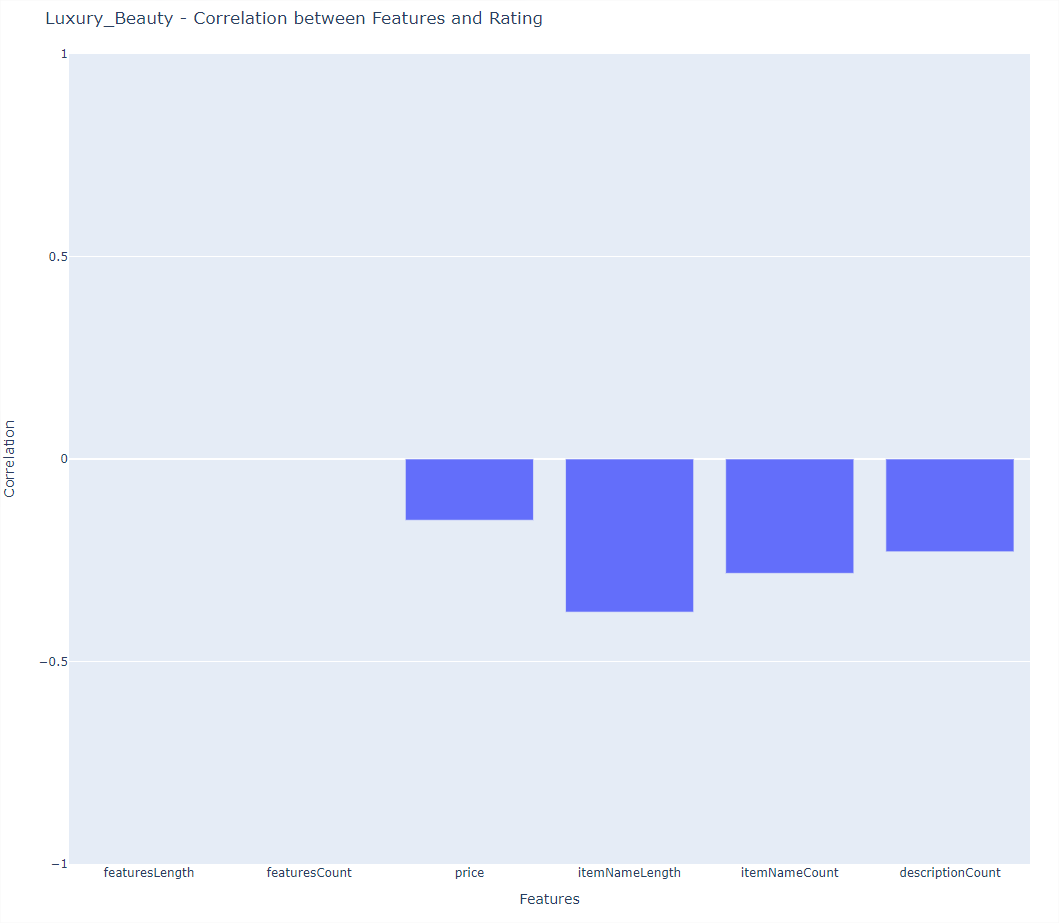 Luxury_Beauty - Correlation between Features and Rating
1
0.5
0
−0.5
−1
Correlation
featuresLength featuresCount price itemNameLength itemNameCount descriptionCount
Features